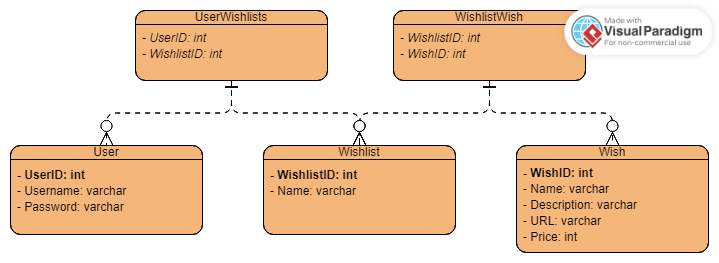 UserWishlists
- UserID: int
- WishlistID: int
WishlistWish
- WishlistID: int
- WishID: int
Made with
Visual Paradigm
For non-commercial use
User
- UserID: int
- Username: varchar
- Password: varchar
Wishlist
- WishlistID: int
- Name: varchar
Wish
- WishID: int
- Name: varchar
- Description: varchar
- URL: varchar
- Price: int